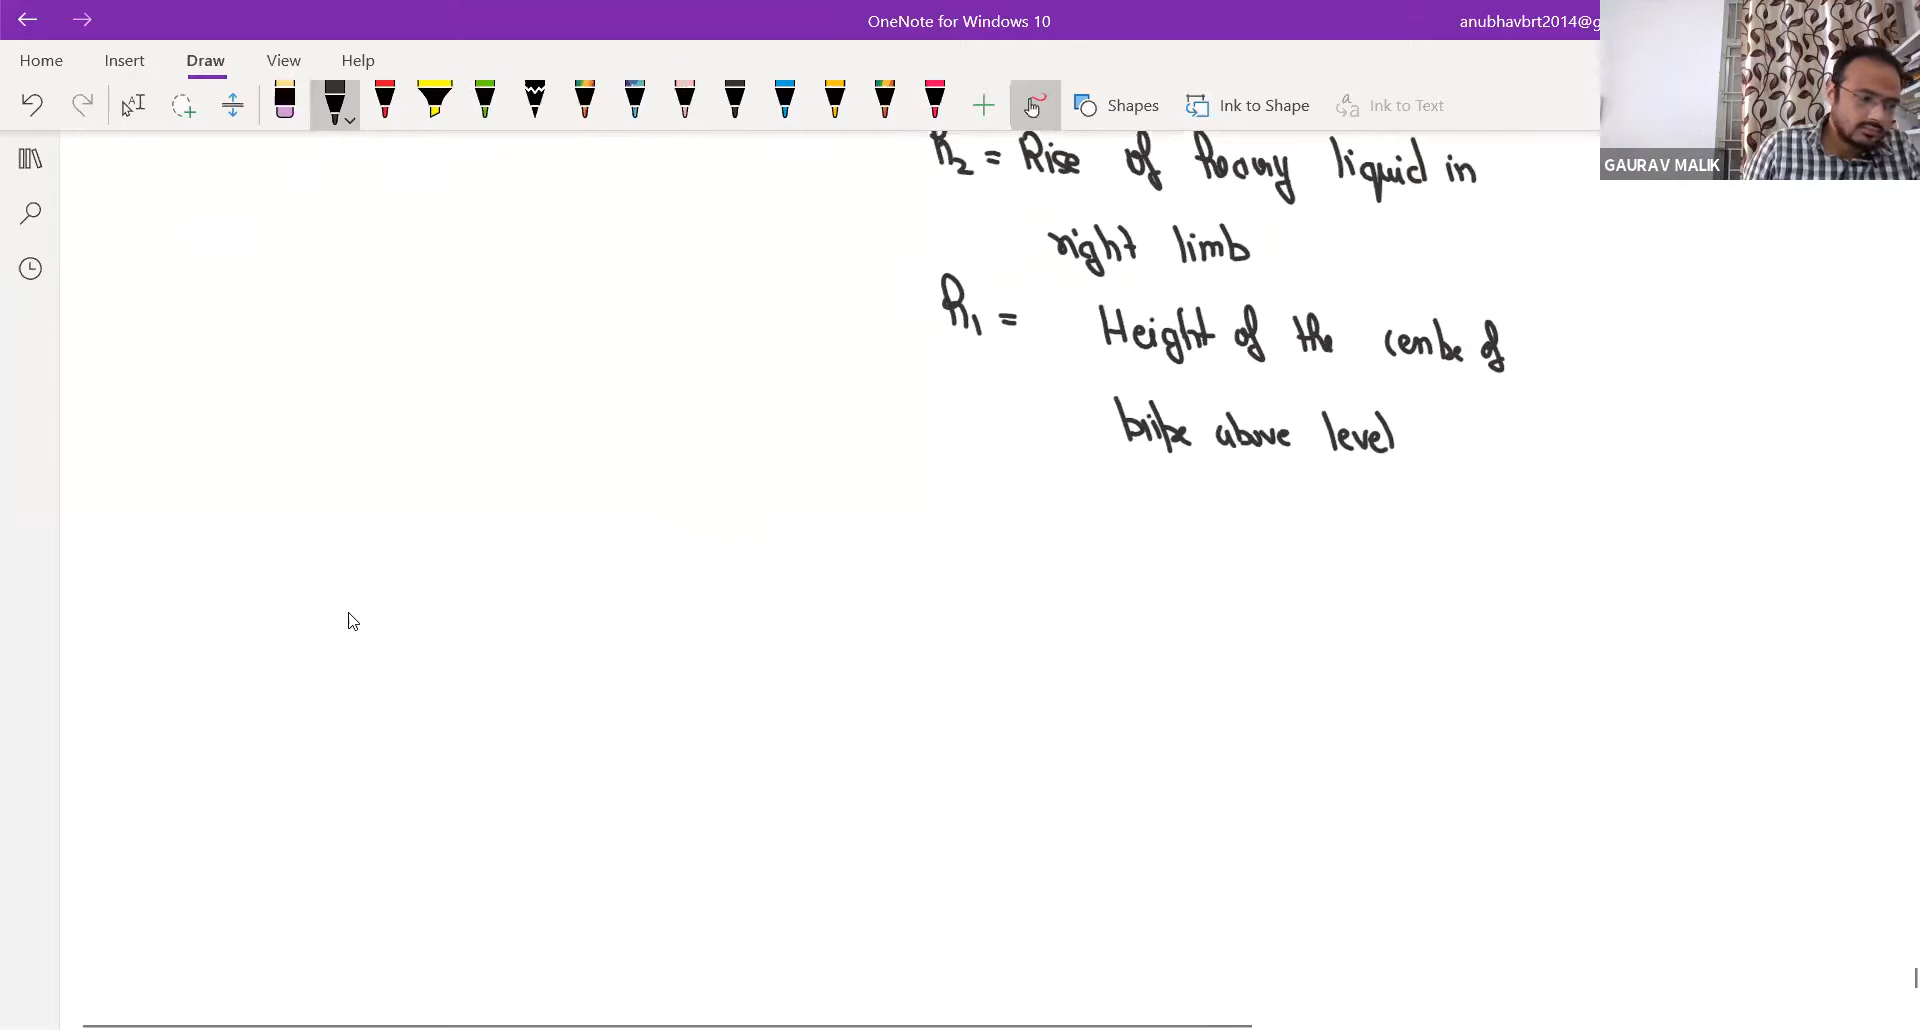 OneNote for Windows 10
anubhavbrt2014@g
Home Insert Draw View Help
Shapes Ink to Shape Ink to Text
GAURAV MALIK
h2 = Rise of heavy liquid in
right limb
h1 = Height of the centre of
pipe above level